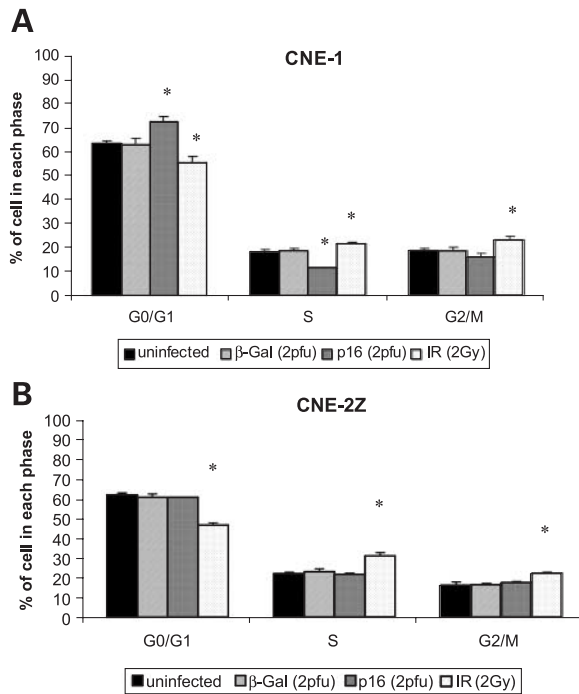 A
CNE-1
% of cell in each phase
100
90
80
70
60
50
40
30
20
10
0
* * * * *
G0/G1 S G2/M
uninfected β-Gal (2pfu) p16 (2pfu) IR (2Gy)
B
CNE-2Z
% of cell in each phase
100
90
80
70
60
50
40
30
20
10
0
* * *
G0/G1 S G2/M
uninfected β-Gal (2pfu) p16 (2pfu) IR (2Gy)